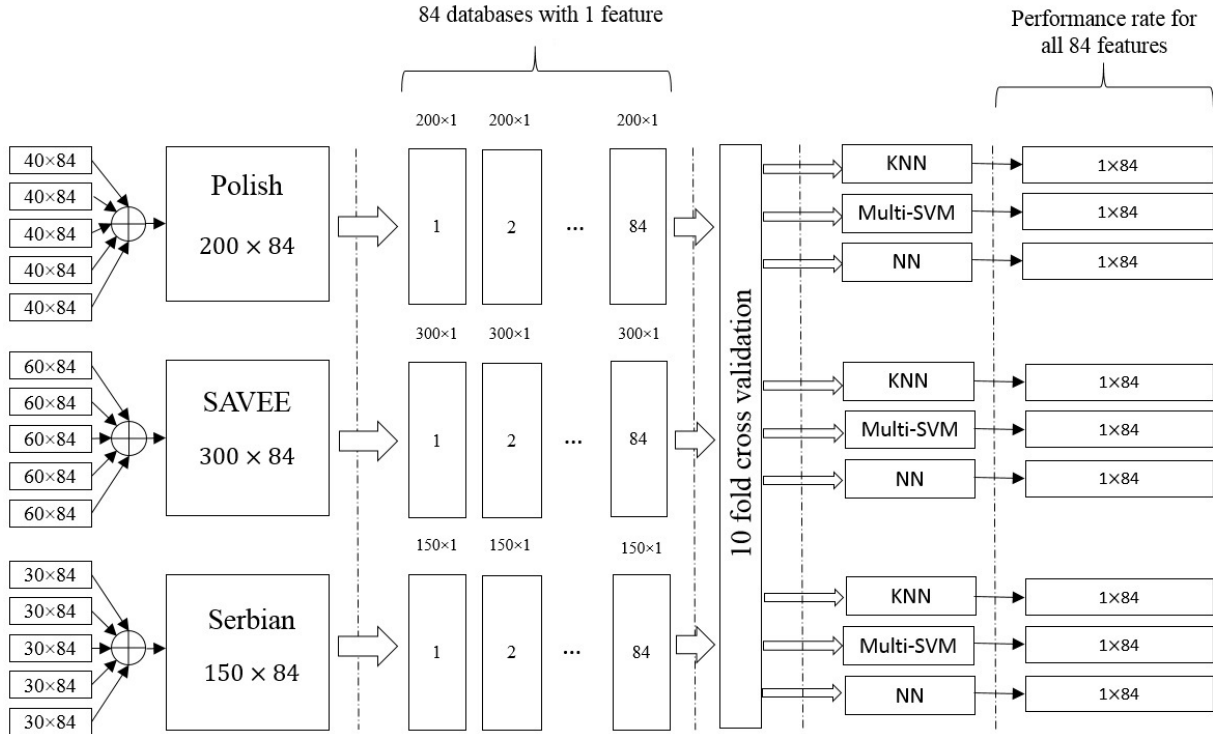 84 databases with 1 feature
Performance rate for
all 84 features
200×1 200×1 200×1
40×84
40×84
40×84
40×84
40×84
Polish
200 × 84
1 2 ... 84
KNN 1×84
Multi-SVM 1×84
NN 1×84
300×1 300×1 300×1
60×84
60×84
60×84
60×84
60×84
SAVEE
300 × 84
1 2 ... 84
10 fold cross validation
KNN 1×84
Multi-SVM 1×84
NN 1×84
150×1 150×1 150×1
30×84
30×84
30×84
30×84
30×84
Serbian
150 × 84
1 2 ... 84
KNN 1×84
Multi-SVM 1×84
NN 1×84